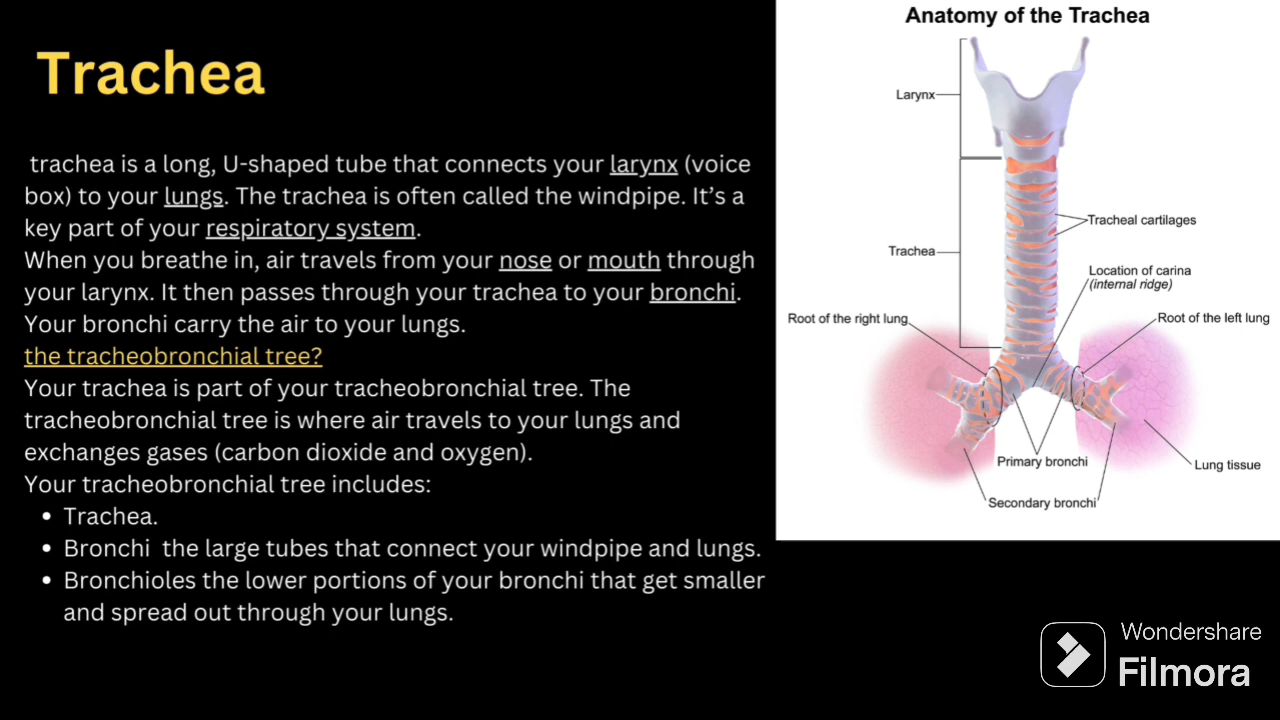 Trachea
trachea is a long, U-shaped tube that connects your larynx (voice
box) to your lungs. The trachea is often called the windpipe. It’s a
key part of your respiratory system.
When you breathe in, air travels from your nose or mouth through
your larynx. It then passes through your trachea to your bronchi.
Your bronchi carry the air to your lungs.
the tracheobronchial tree?
Your trachea is part of your tracheobronchial tree. The
tracheobronchial tree is where air travels to your lungs and
exchanges gases (carbon dioxide and oxygen).
Your tracheobronchial tree includes:
• Trachea.
• Bronchi  the large tubes that connect your windpipe and lungs.
• Bronchioles the lower portions of your bronchi that get smaller
and spread out through your lungs.
Anatomy of the Trachea
Larynx
Tracheal cartilages
Trachea
Location of carina
(internal ridge)
Root of the right lung
Root of the left lung
Primary bronchi
Lung tissue
Secondary bronchi
Wondershare
Filmora